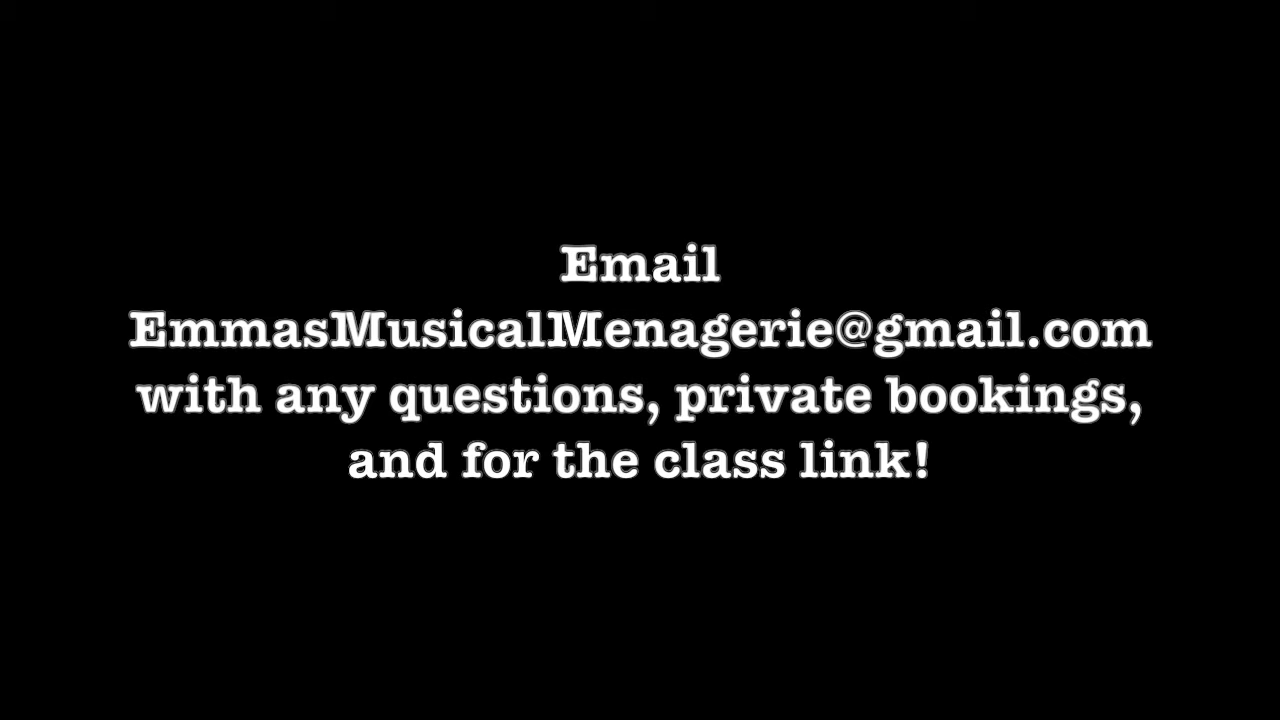 Email
EmmasMusicalMenagerie@gmail.com
with any questions, private bookings,
and for the class link!